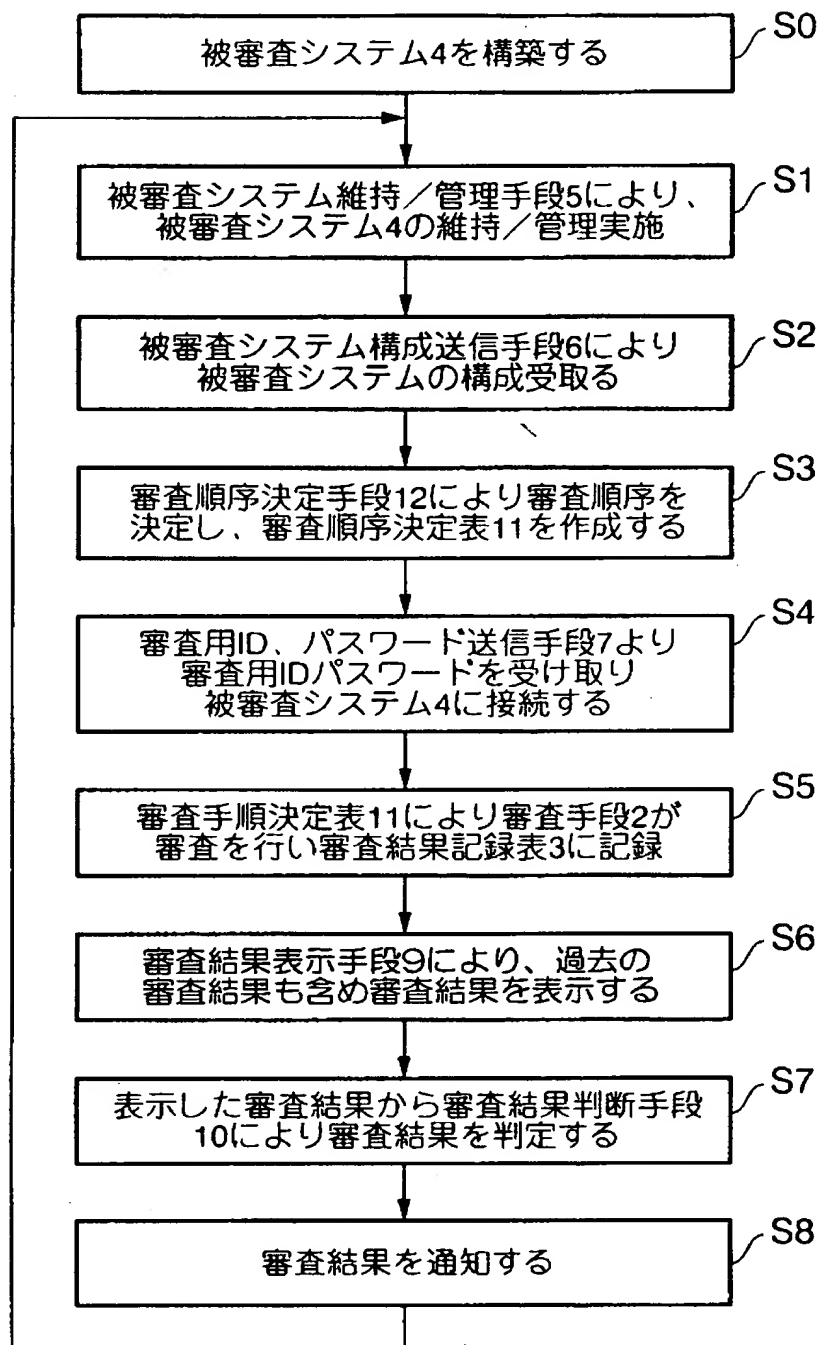 S0
被審査システム4を構築する
S1
被審査システム維持／管理手段5により、
被審査システム4の維持／管理実施
S2
被審査システム構成送信手段6により
被審査システムの構成受取る
S3
審査順序決定手段12により審査順序を
決定し、審査順序決定表11を作成する
S4
審査用ID、パスワード送信手段7より
審査用IDパスワードを受け取り
被審査システム4に接続する
S5
審査手順決定表11により審査手段2が
審査を行い審査結果記録表3に記録
S6
審査結果表示手段9により、過去の
審査結果も含め審査結果を表示する
S7
表示した審査結果から審査結果判断手段
10により審査結果を判定する
S8
審査結果を通知する